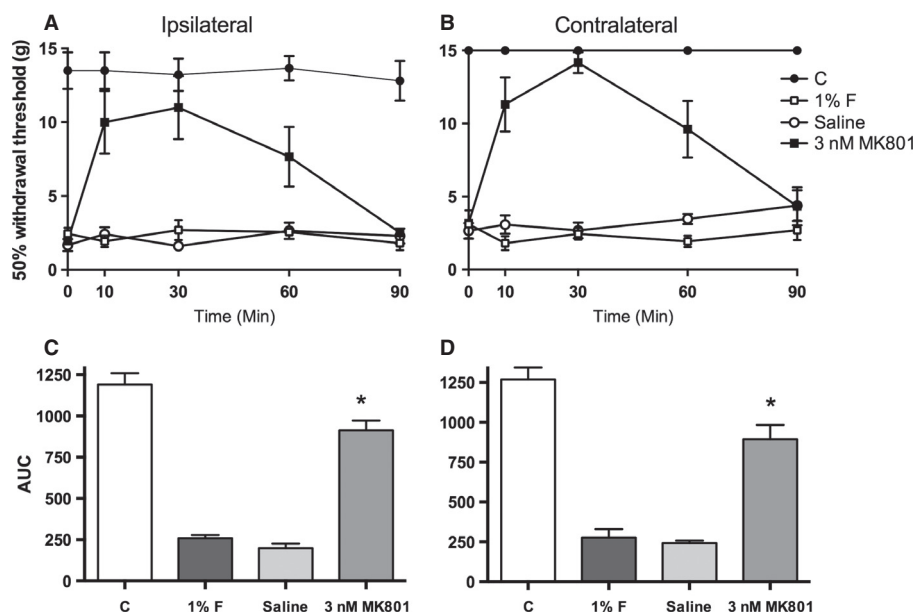 A
Ipsilateral
50% withdrawal threshold (g)
15
10
5
0
0 10 30 60 90
Time (Min)
B
Contralateral
15
10
5
0
0 10 30 60 90
Time (Min)
C
1% F
Saline
3 nM MK801
C
AUC
1250
1000
750
500
250
0
*
C 1% F Saline 3 nM MK801
D
1250
1000
750
500
250
0
*
C 1% F Saline 3 nM MK801